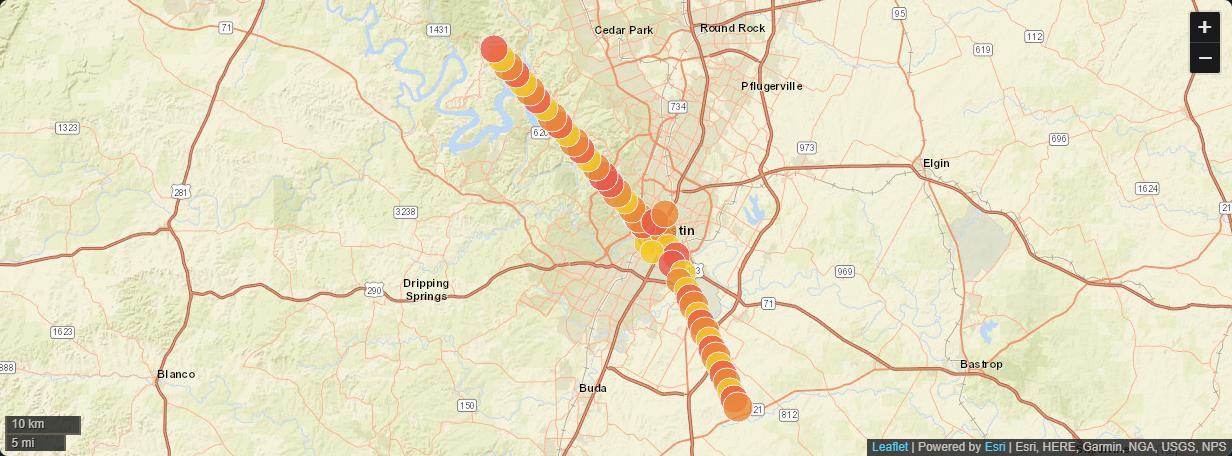 1431
71
Cedar Park
Round Rock
95
112
619
+
−
Pflugerville
734
1323
620
973
696
Elgin
281
1624
21
3238
tin
Dripping
Springs
290
969
71
1623
888
Blanco
Buda
Bastrop
150
21
812
10 km
5 mi
Leaflet | Powered by Esri | Esri, HERE, Garmin, NGA, USGS, NPS